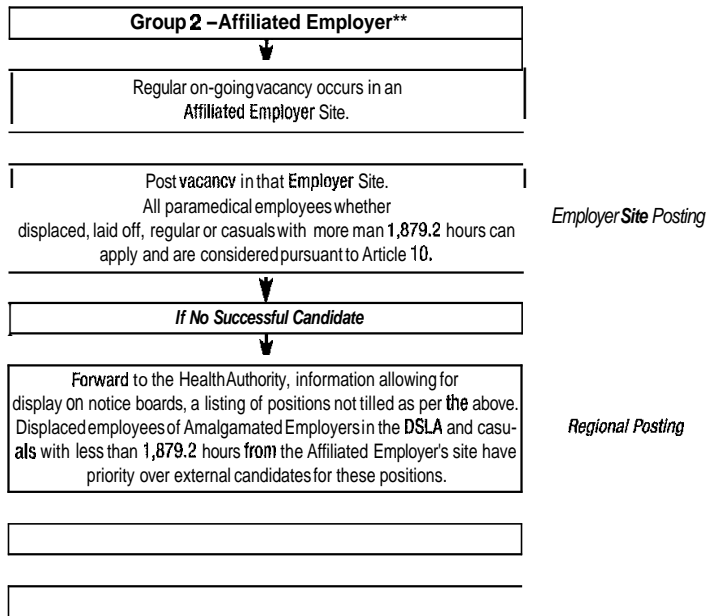 Group 2 –Affiliated Employer**
Regular on-going vacancy occurs in an
Affiliated Employer Site.
Post vacancv in that Employer Site.
All paramedical employees whether
displaced, laid off, regular or casuals with more man 1,879.2 hours can
apply and are considered pursuant to Article 10.
Employer Site Posting
If No Successful Candidate
Forward to the Health Authority, information allowing for
display on notice boards, a listing of positions not tilled as per the above.
Displaced employees of Amalgamated Employers in the DSLA and casu-
als with less than 1,879.2 hours from the Affiliated Employer's site have
priority over external candidates for these positions.
Regional Posting